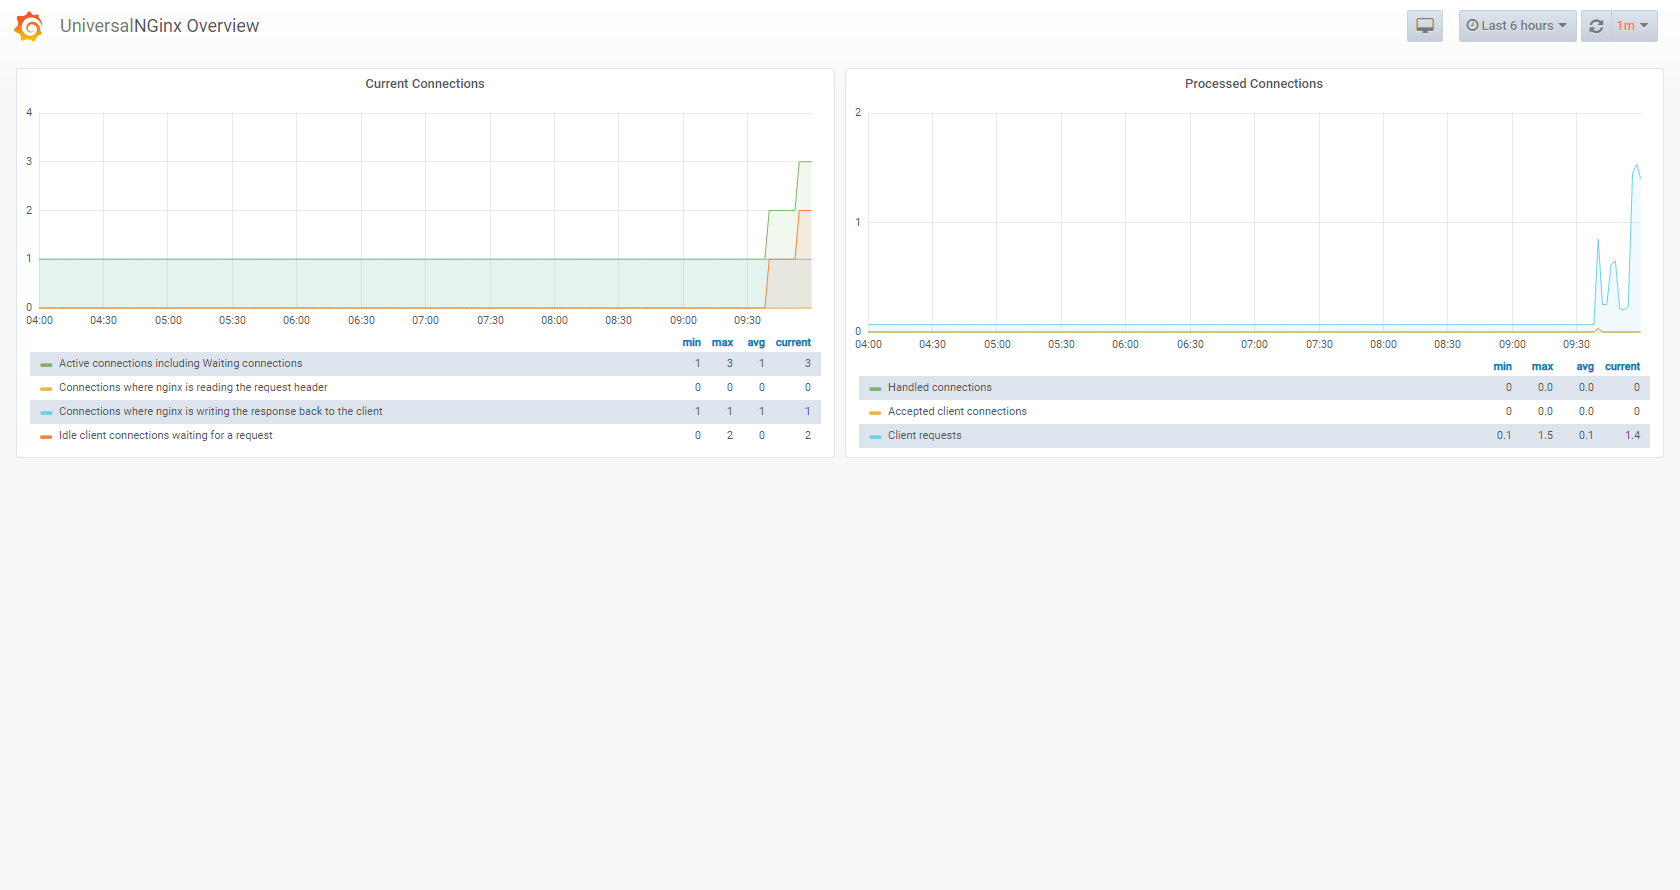 UniversalNGinx Overview
Last 6 hours
1m
Current Connections
4
3
2
1
0
04:00 04:30 05:00 05:30 06:00 06:30 07:00 07:30 08:00 08:30 09:00 09:30
min max avg current
Active connections including Waiting connections 1 3 1 3
Connections where nginx is reading the request header 0 0 0 0
Connections where nginx is writing the response back to the client 1 1 1 1
Idle client connections waiting for a request 0 2 0 2
Processed Connections
2
1
0
04:00 04:30 05:00 05:30 06:00 06:30 07:00 07:30 08:00 08:30 09:00 09:30
min max avg current
Handled connections 0 0.0 0.0 0
Accepted client connections 0 0.0 0.0 0
Client requests 0.1 1.5 0.1 1.4